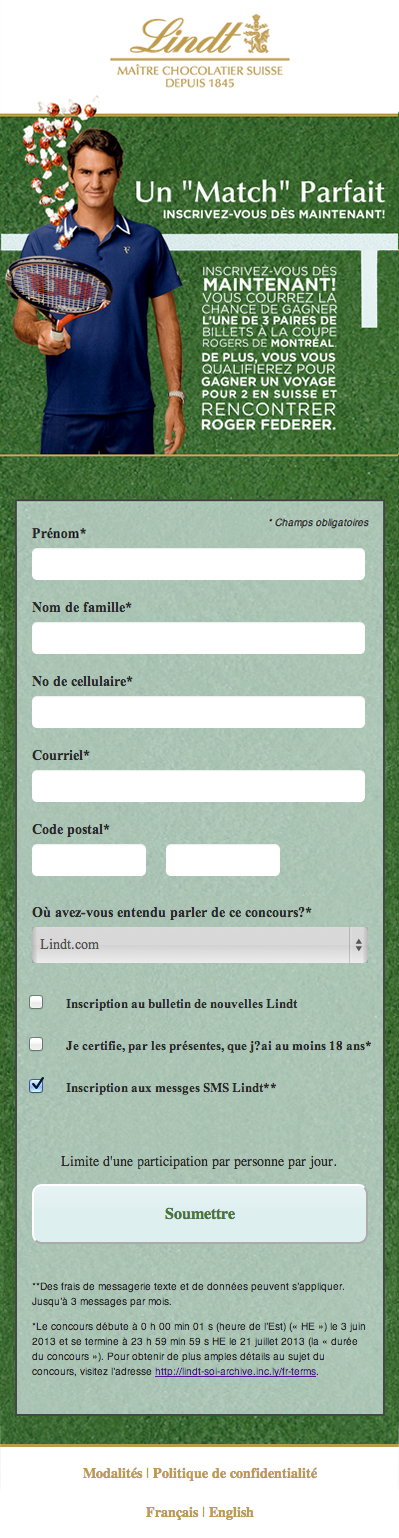 Lindt
MAÎTRE CHOCOLATIER SUISSE
DEPUIS 1845
Un "Match" Parfait
INSCRIVEZ-VOUS DÈS MAINTENANT!
INSCRIVEZ-VOUS DÈS
MAINTENANT!
VOUS COURREZ LA
CHANCE DE GAGNER
L'UNE DE 3 PAIRES DE
BILLETS À LA COUPE
ROGERS DE MONTRÉAL.
DE PLUS, VOUS VOUS
QUALIFIEREZ POUR
GAGNER UN VOYAGE
POUR 2 EN SUISSE ET
RENCONTRER
ROGER FEDERER.
* Champs obligatoires
Prénom*
Nom de famille*
No de cellulaire*
Courriel*
Code postal*
Où avez-vous entendu parler de ce concours?*
Lindt.com
Inscription au bulletin de nouvelles Lindt
Je certifie, par les présentes, que j?ai au moins 18 ans*
Inscription aux messges SMS Lindt**
Limite d'une participation par personne par jour.
Soumettre
**Des frais de messagerie texte et de données peuvent s'appliquer.
Jusqu'à 3 messages par mois.
*Le concours débute à 0 h 00 min 01 s (heure de l'Est) (« HE ») le 3 juin
2013 et se termine à 23 h 59 min 59 s HE le 21 juillet 2013 (la « durée
du concours »). Pour obtenir de plus amples détails au sujet du
concours, visitez l'adresse http://lindt-soi-archive.inc.ly/fr-terms.
Modalités | Politique de confidentialité
Français | English